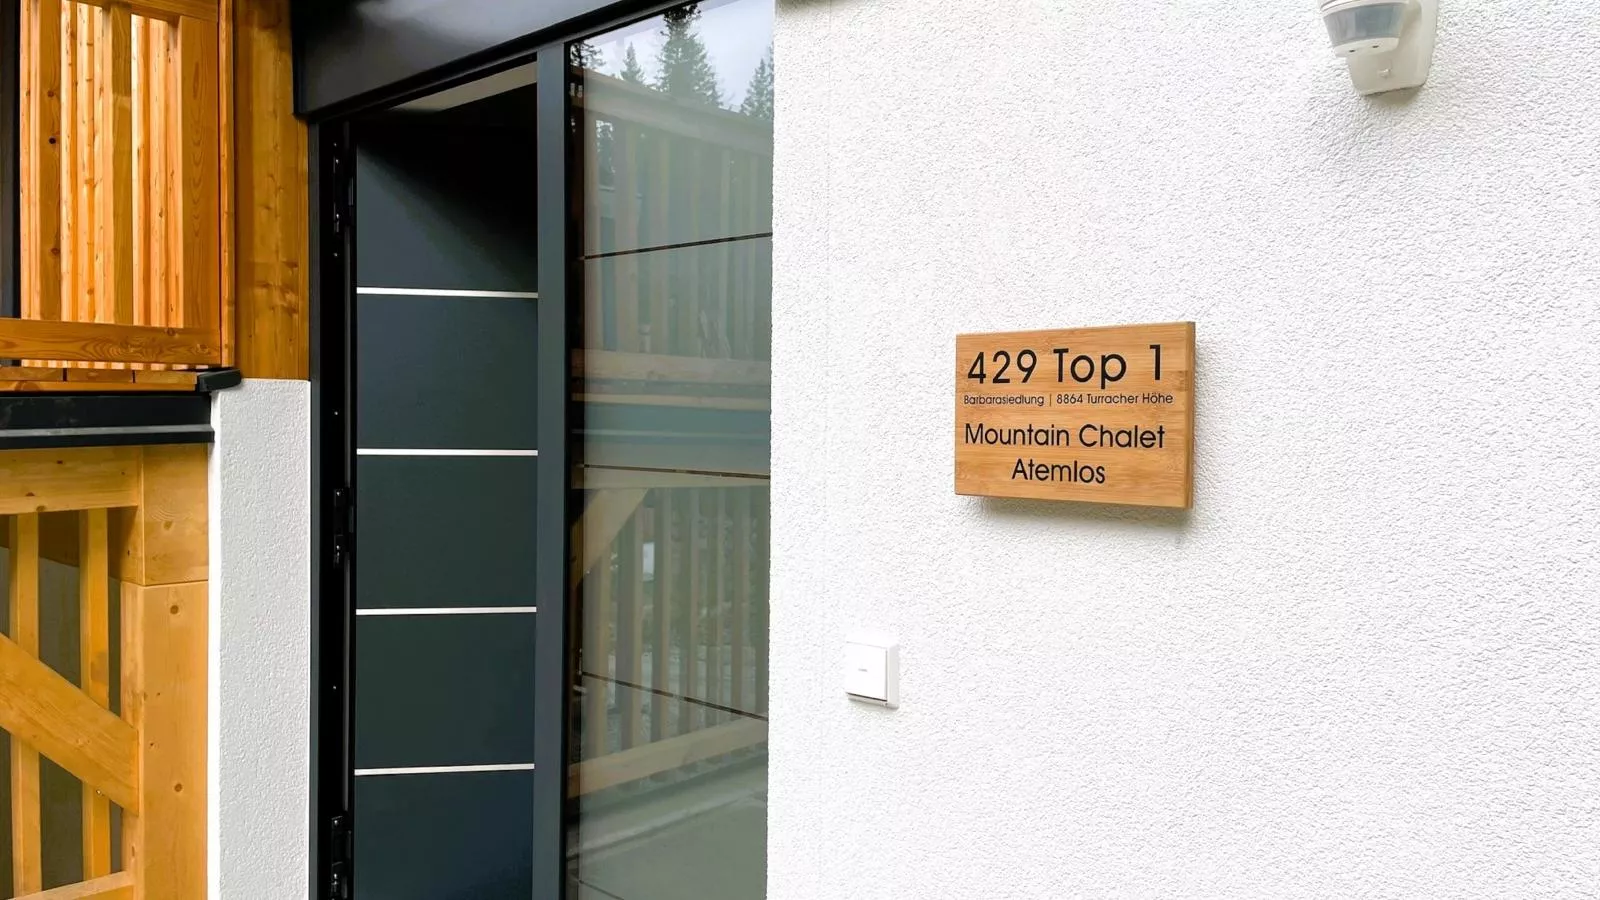 429 Top 1
Barbarasiedlung | 8864 Turracher Höhe
Mountain Chalet
Atemlos